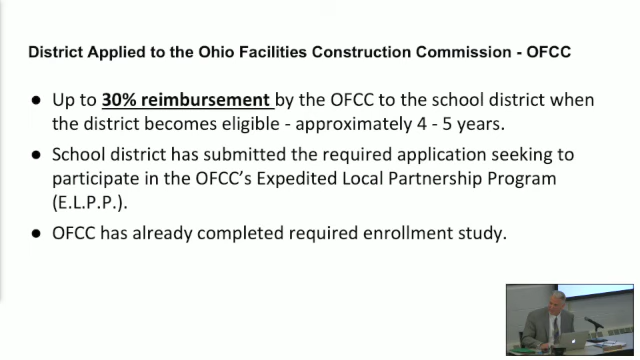 District Applied to the Ohio Facilities Construction Commission - OFCC
● Up to 30% reimbursement by the OFCC to the school district when
the district becomes eligible - approximately 4 - 5 years.
● School district has submitted the required application seeking to
participate in the OFCC's Expedited Local Partnership Program
(E.L.P.P.).
● OFCC has already completed required enrollment study.